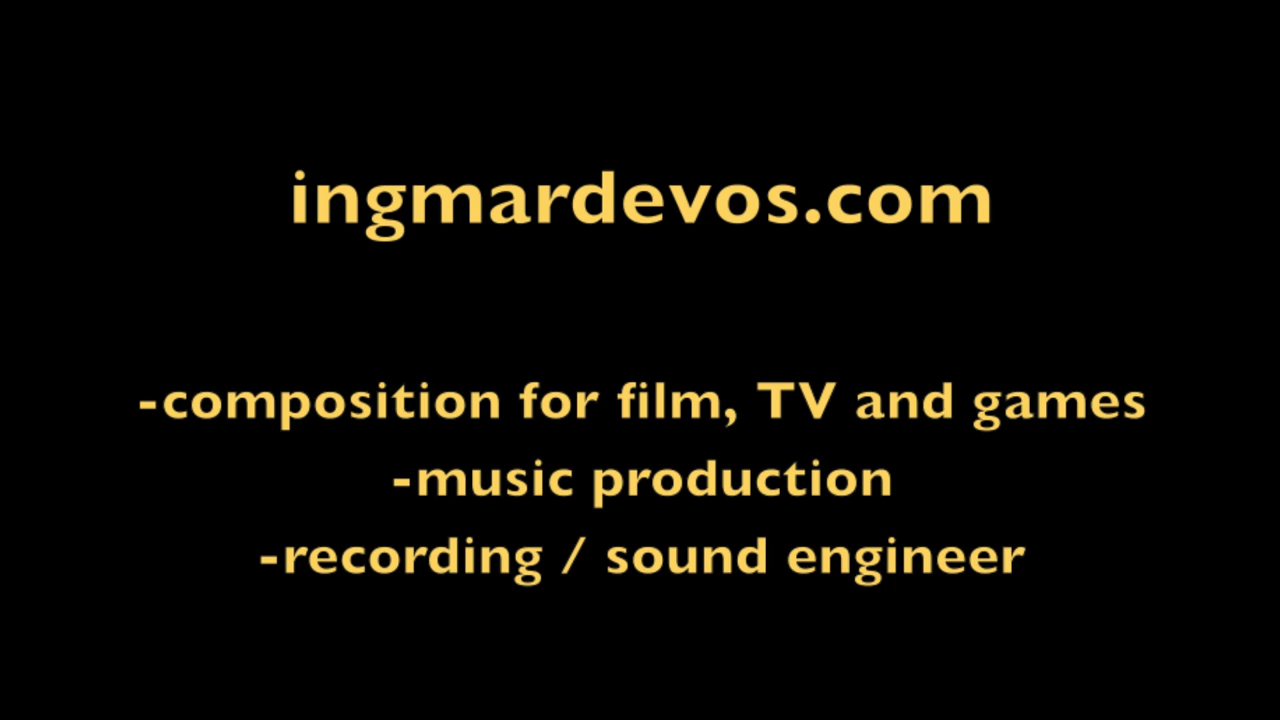 ingmardevos.com
-composition for film, TV and games
-music production
-recording / sound engineer